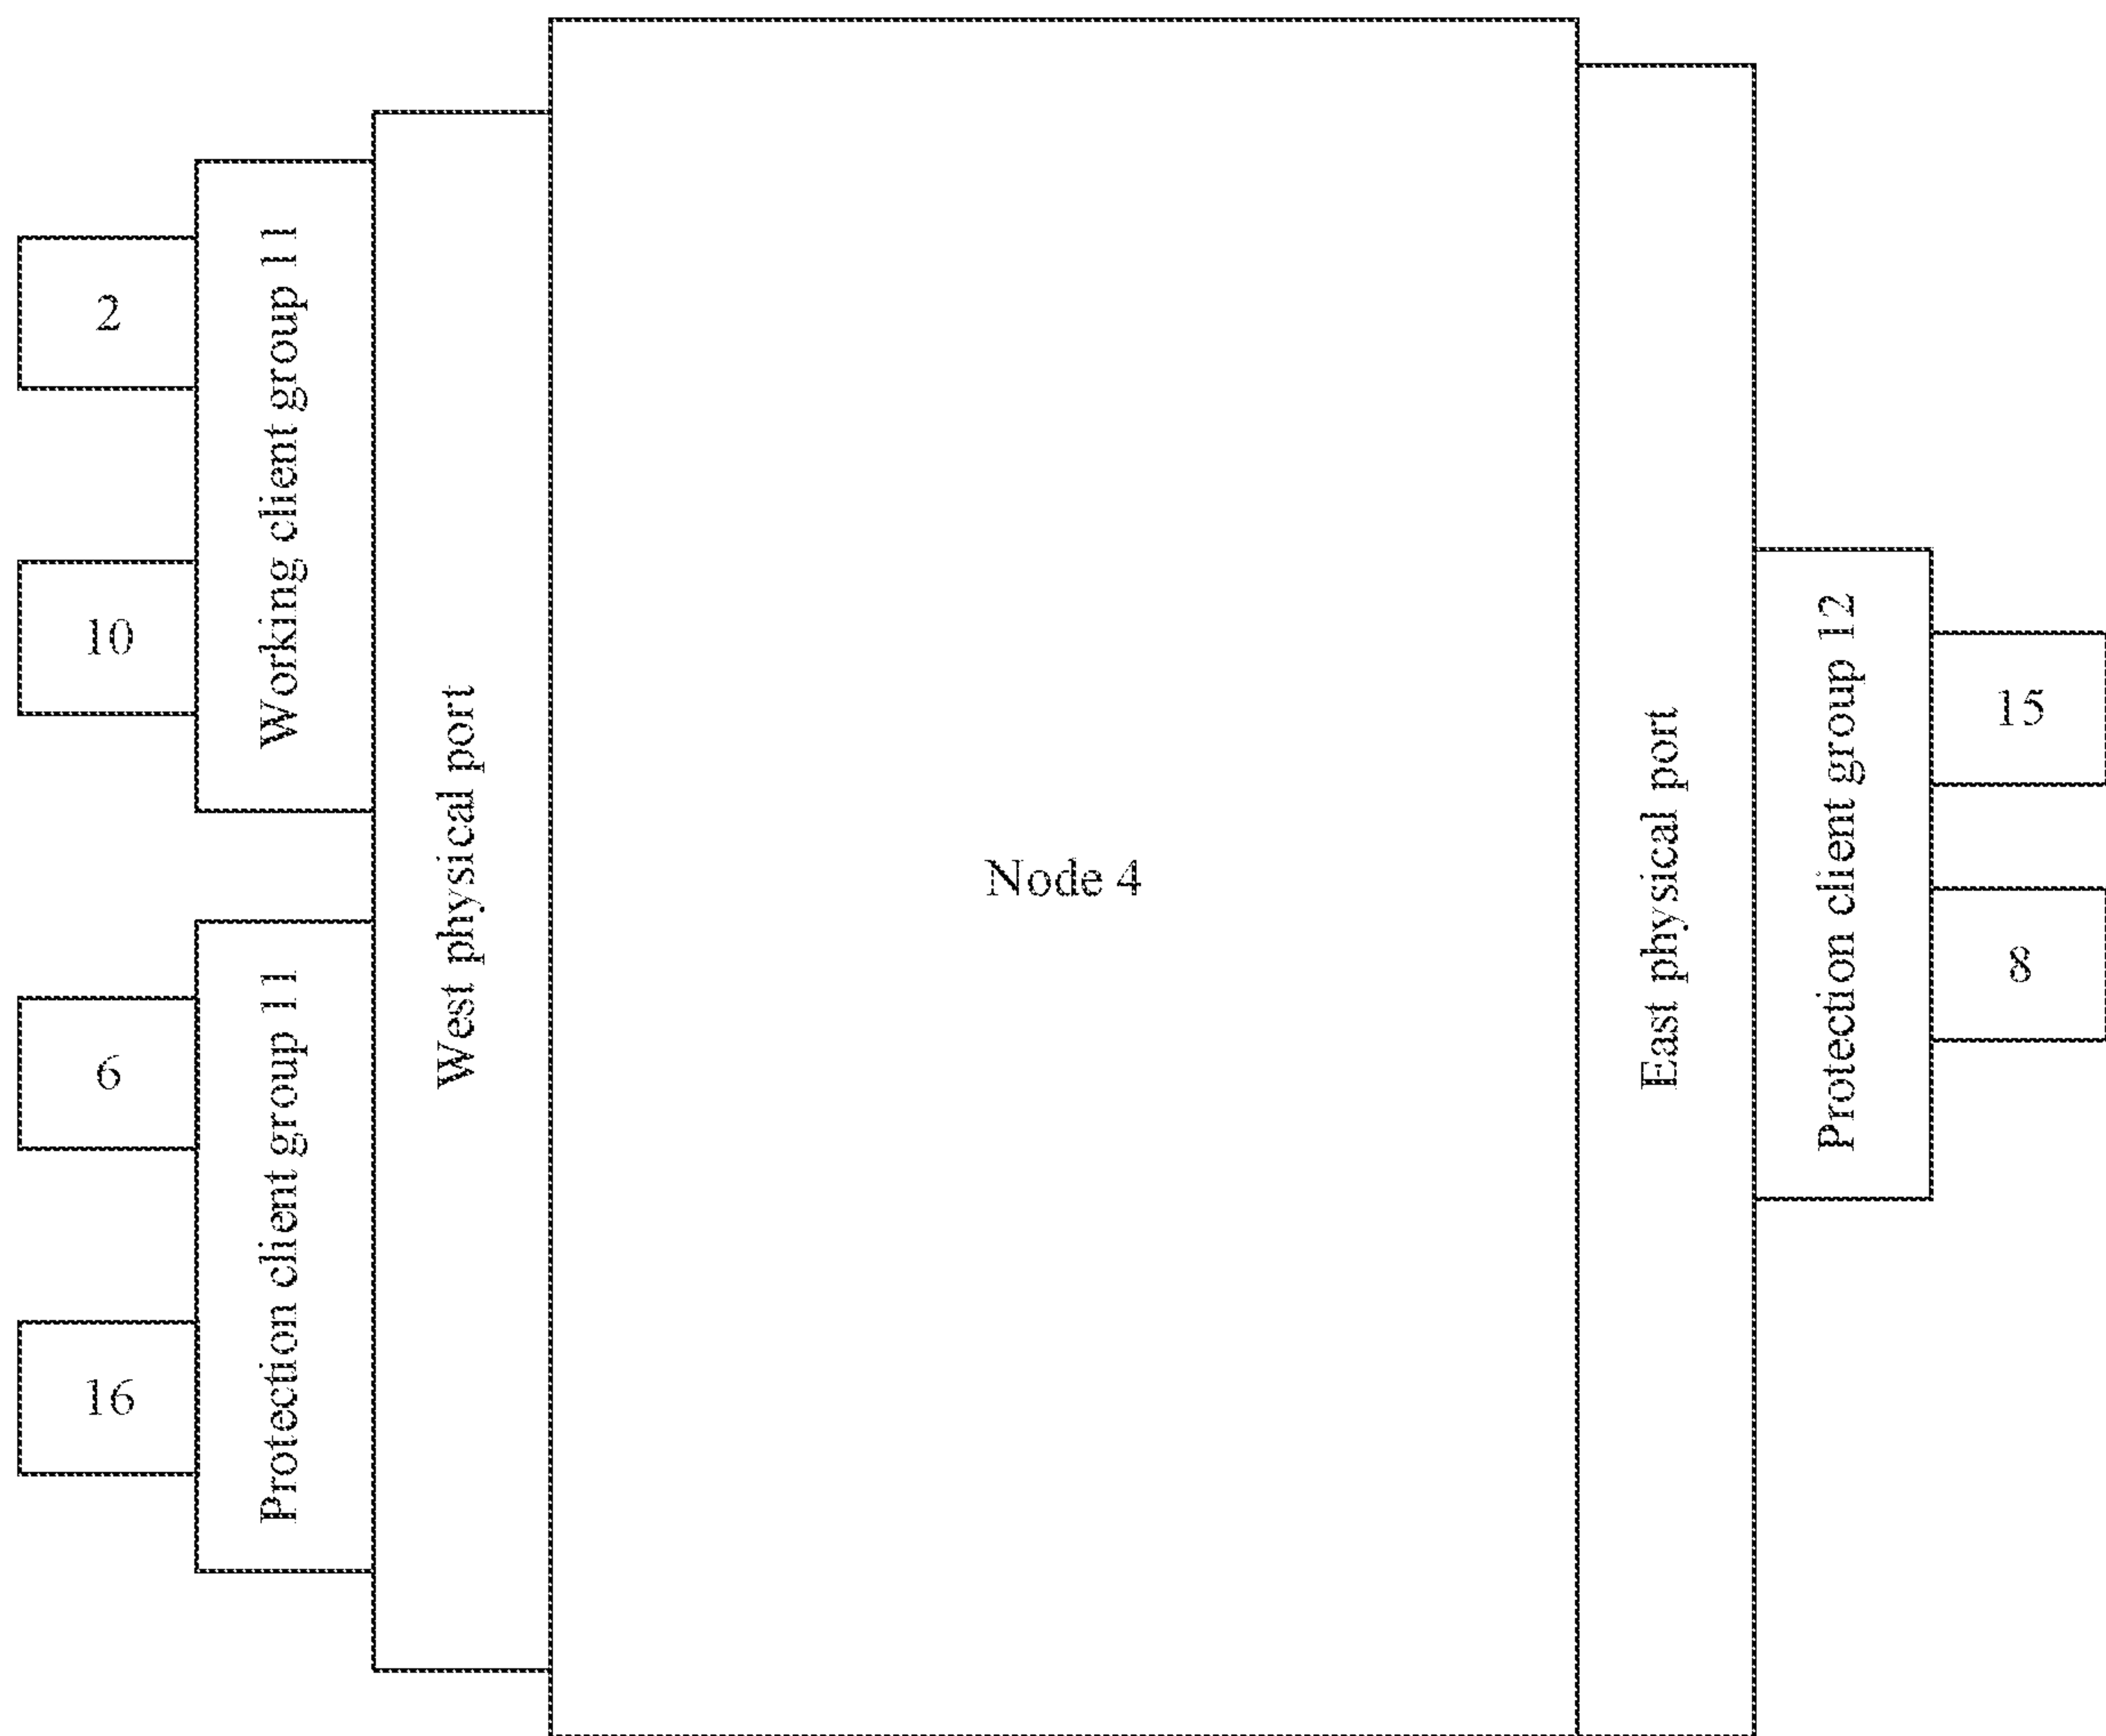 2
10
Working client group 11
6
16
Protection client group 11
West physical port
Node 4
East physical port
Protection client group 12
15
8